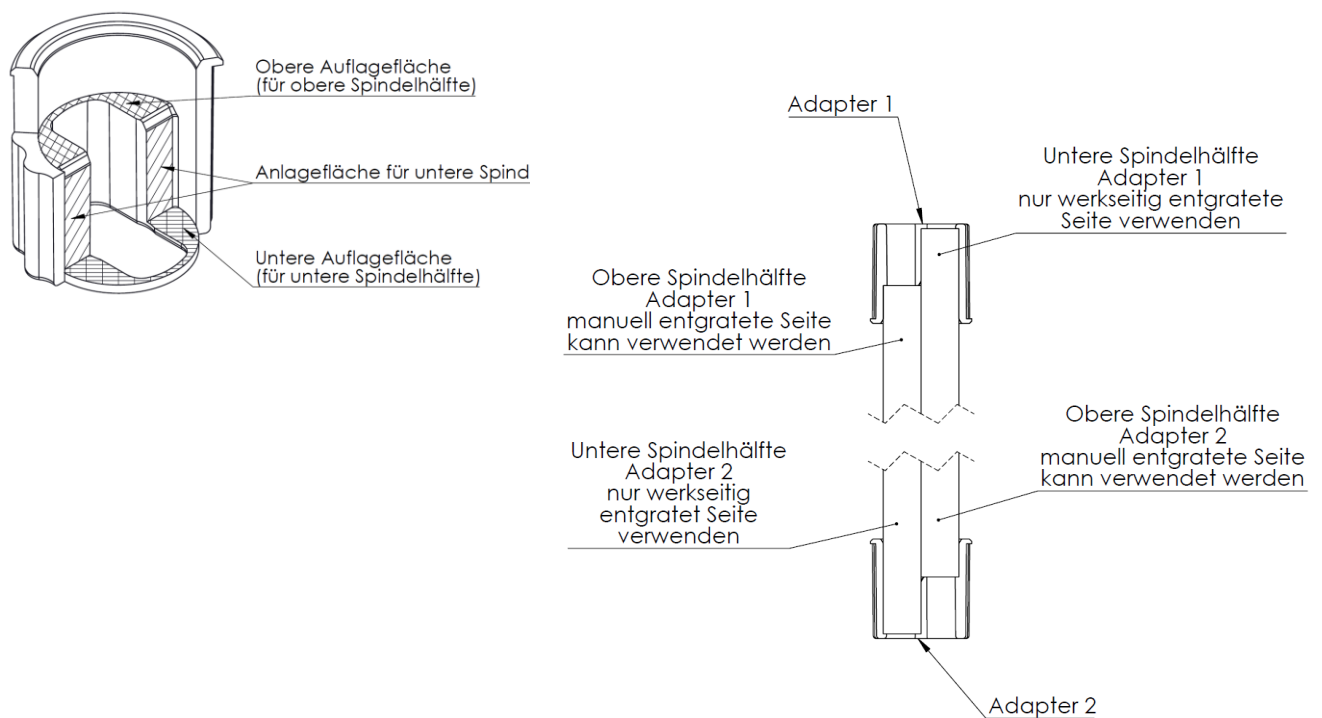 Obere Auflagefläche
(für obere Spindelhälfte)
Anlagefläche für untere Spind
Untere Auflagefläche
(für untere Spindelhälfte)
Adapter 1
Untere Spindelhälfte
Adapter 1
nur werkseitig entgratete
Seite verwenden
Obere Spindelhälfte
Adapter 1
manuell entgratete Seite
kann verwendet werden
Obere Spindelhälfte
Adapter 2
manuell entgratete Seite
kann verwendet werden
Untere Spindelhälfte
Adapter 2
nur werkseitig
entgratet Seite
verwenden
Adapter 2